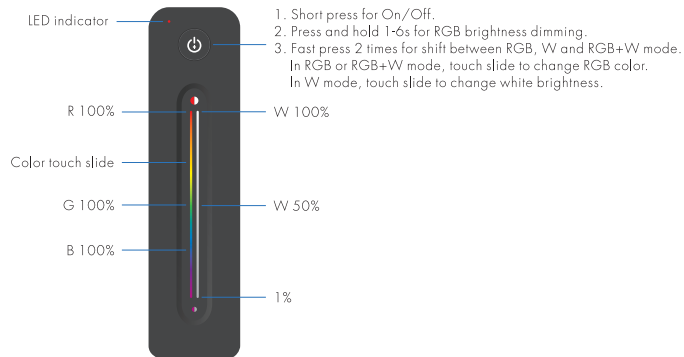 LED indicator
1. Short press for On/Off.
2. Press and hold 1-6s for RGB brightness dimming.
3. Fast press 2 times for shift between RGB, W and RGB+W mode.
In RGB or RGB+W mode, touch slide to change RGB color.
In W mode, touch slide to change white brightness.
R 100%
W 100%
Color touch slide
G 100%
W 50%
B 100%
1%